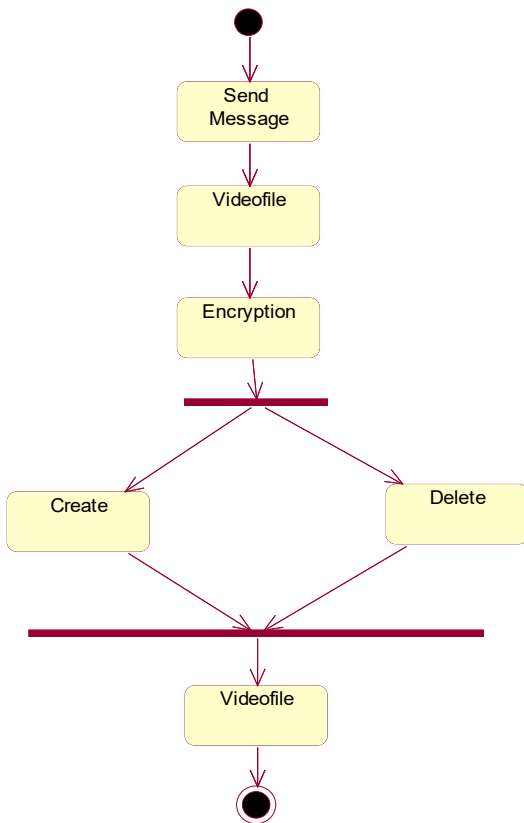 Send
Message
Videofile
Encryption
Create
Delete
Videofile